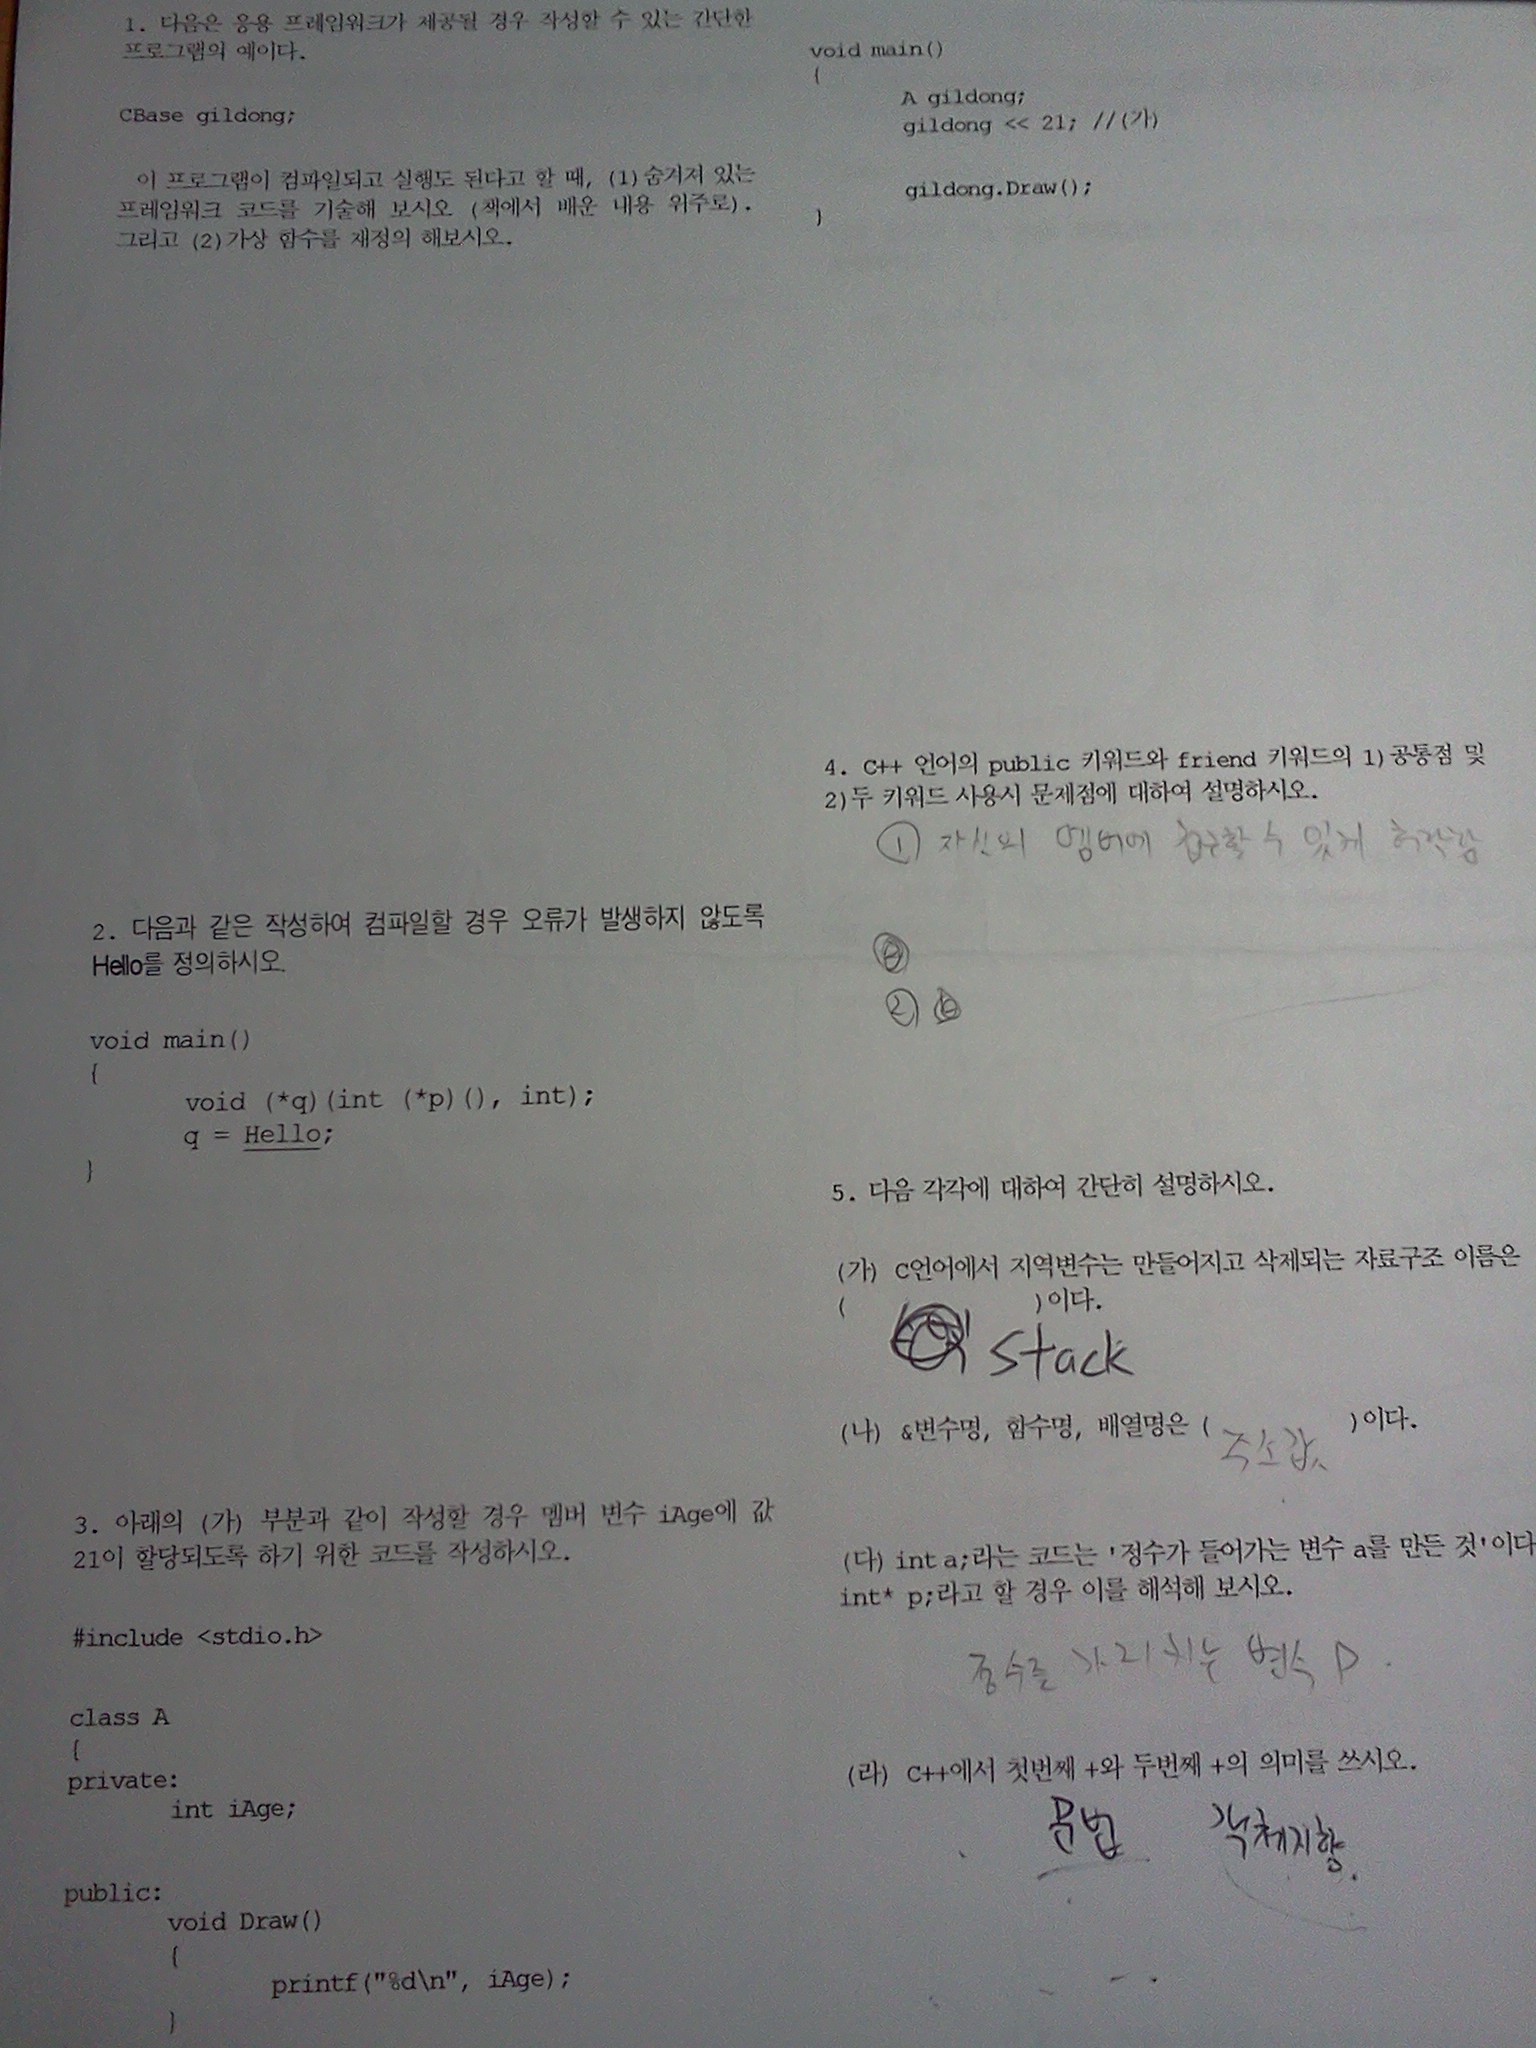 1. 다음은 응용 프레임워크가 제공될 경우 작성할 수 있는 간단한
프로그램의 예이다.
CBase gildong;
이 프로그램이 컴파일되고 실행도 된다고 할 때, (1)숨겨져 있는
프레임워크 코드를 기술해 보시오 (책에서 배운 내용 위주로).
그리고 (2)가상 함수를 재정의 해보시오.
2. 다음과 같은 작성하여 컴파일할 경우 오류가 발생하지 않도록
Hello를 정의하시오.
void main()
{
void (*q)(int (*p)(), int);
q = Hello;
}
3. 아래의 (가) 부분과 같이 작성할 경우 멤버 변수 iAge에 값
21이 할당되도록 하기 위한 코드를 작성하시오.
#include <stdio.h>
class A
{
private:
int iAge;
public:
void Draw()
{
printf("%d\n", iAge);
}
void main()
{
A gildong;
gildong << 21; //(가)
gildong.Draw();
}
4. C++ 언어의 public 키워드와 friend 키워드의 1)공통점 및
2)두 키워드 사용시 문제점에 대하여 설명하시오.
① 자신의 멤버에 접근할 수 있게 허락함
②
5. 다음 각각에 대하여 간단히 설명하시오.
(가) C언어에서 지역변수는 만들어지고 삭제되는 자료구조 이름은
( )이다.
stack
(나) &변수명, 함수명, 배열명은 ( 주소값 )이다.
(다) int a;라는 코드는 '정수가 들어가는 변수 a를 만든 것'이다
int* p;라고 할 경우 이를 해석해 보시오.
정수를 가리키는 변수 P.
(라) C++에서 첫번째 +와 두번째 +의 의미를 쓰시오.
문법 객체지향.